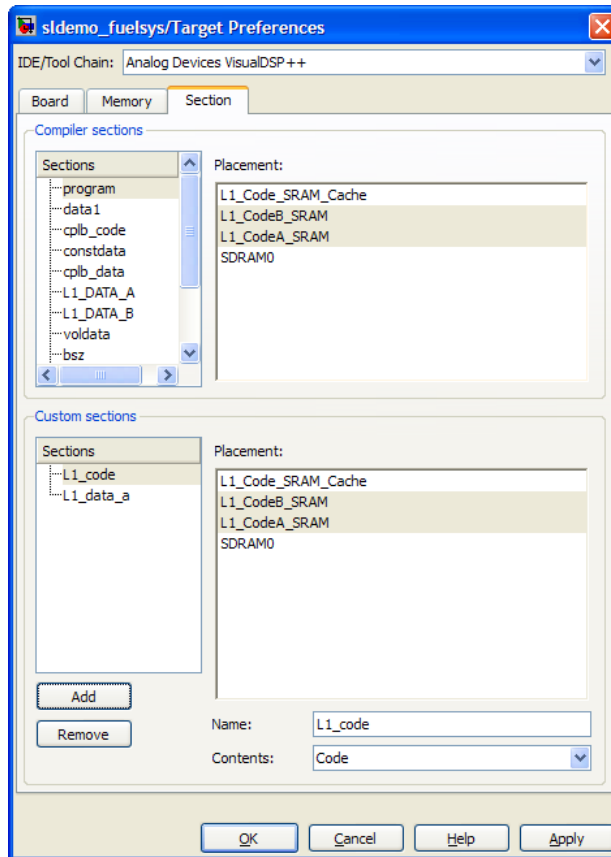 sldemo_fuelsys/Target Preferences
IDE/Tool Chain: Analog Devices VisualDSP++
Board Memory Section
Compiler sections
Sections
program
data1
cplb_code
constdata
cplb_data
L1_DATA_A
L1_DATA_B
voldata
bsz
Placement:
L1_Code_SRAM_Cache
L1_CodeB_SRAM
L1_CodeA_SRAM
SDRAM0
Custom sections
Sections
L1_code
L1_data_a
Placement:
L1_Code_SRAM_Cache
L1_CodeB_SRAM
L1_CodeA_SRAM
SDRAM0
Add
Remove
Name: L1_code
Contents: Code
OK Cancel Help Apply